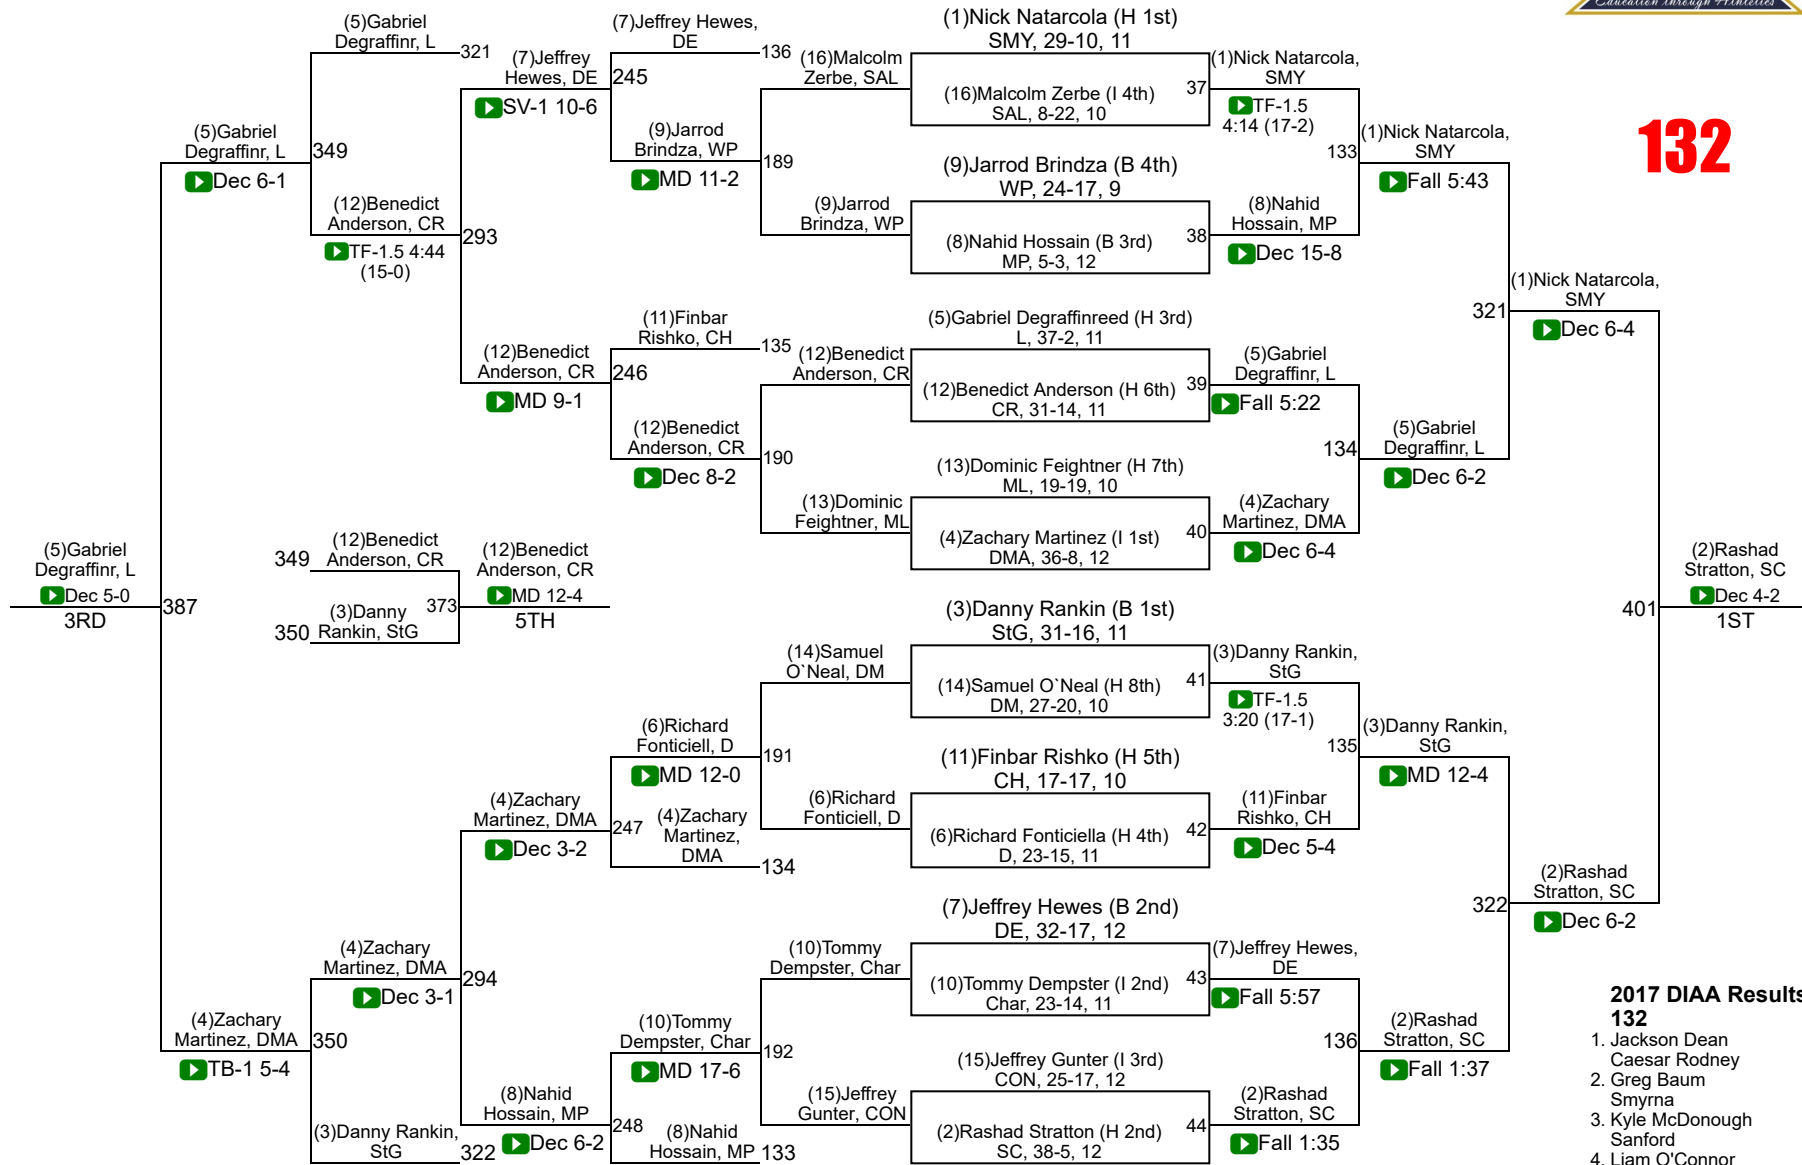 Education through Athletics
132
(5)Gabriel
Degraffinr, L
321
(7)Jeffrey Hewes,
DE
136
(7)Jeffrey
Hewes, DE
SV-1 10-6
245
(9)Jarrod
Brindza, WP
MD 11-2
(16)Malcolm
Zerbe, SAL
189
(9)Jarrod
Brindza, WP
(1)Nick Natarcola (H 1st)
SMY, 29-10, 11
(16)Malcolm Zerbe (I 4th)
SAL, 8-22, 10
37
(1)Nick Natarcola,
SMY
TF-1.5
4:14 (17-2)
(9)Jarrod Brindza (B 4th)
WP, 24-17, 9
(8)Nahid Hossain (B 3rd)
MP, 5-3, 12
38
(8)Nahid
Hossain, MP
Dec 15-8
133
(1)Nick Natarcola,
SMY
Fall 5:43
(5)Gabriel
Degraffinr, L
Dec 6-1
349
(12)Benedict
Anderson, CR
TF-1.5 4:44
(15-0)
293
(11)Finbar
Rishko, CH
135
(12)Benedict
Anderson, CR
MD 9-1
246
(12)Benedict
Anderson, CR
Dec 8-2
(12)Benedict
Anderson, CR
190
(13)Dominic
Feightner, ML
(5)Gabriel Degraffinreed (H 3rd)
L, 37-2, 11
(12)Benedict Anderson (H 6th)
CR, 31-14, 11
39
(5)Gabriel
Degraffinr, L
Fall 5:22
(13)Dominic Feightner (H 7th)
ML, 19-19, 10
(4)Zachary Martinez (I 1st)
DMA, 36-8, 12
40
(4)Zachary
Martinez, DMA
Dec 6-4
134
(5)Gabriel
Degraffinr, L
Dec 6-2
321
(1)Nick Natarcola,
SMY
Dec 6-4
(5)Gabriel
Degraffinr, L
Dec 5-0
3RD
387
349
(12)Benedict
Anderson, CR
350
(3)Danny
Rankin, StG
373
(12)Benedict
Anderson, CR
MD 12-4
5TH
401
(2)Rashad
Stratton, SC
Dec 4-2
1ST
(14)Samuel
O`Neal, DM
(6)Richard
Fonticiell, D
MD 12-0
191
(6)Richard
Fonticiell, D
(3)Danny Rankin (B 1st)
StG, 31-16, 11
(14)Samuel O`Neal (H 8th)
DM, 27-20, 10
41
(3)Danny Rankin,
StG
TF-1.5
3:20 (17-1)
(11)Finbar Rishko (H 5th)
CH, 17-17, 10
(6)Richard Fonticiella (H 4th)
D, 23-15, 11
42
(11)Finbar
Rishko, CH
Dec 5-4
135
(3)Danny Rankin,
StG
MD 12-4
(4)Zachary
Martinez, DMA
Dec 3-2
247
(4)Zachary
Martinez,
DMA
134
322
(2)Rashad
Stratton, SC
Dec 6-2
(4)Zachary
Martinez, DMA
Dec 3-1
294
(4)Zachary
Martinez, DMA
TB-1 5-4
350
(3)Danny Rankin,
StG
322
(8)Nahid
Hossain, MP
Dec 6-2
(10)Tommy
Dempster, Char
MD 17-6
248
(8)Nahid
Hossain, MP
133
(10)Tommy
Dempster, Char
192
(15)Jeffrey
Gunter, CON
(7)Jeffrey Hewes (B 2nd)
DE, 32-17, 12
(10)Tommy Dempster (I 2nd)
Char, 23-14, 11
43
(7)Jeffrey Hewes,
DE
Fall 5:57
(15)Jeffrey Gunter (I 3rd)
CON, 25-17, 12
(2)Rashad Stratton (H 2nd)
SC, 38-5, 12
44
(2)Rashad
Stratton, SC
Fall 1:35
136
(2)Rashad
Stratton, SC
Fall 1:37
2017 DIAA Results
132
1. Jackson Dean
Caesar Rodney
2. Greg Baum
Smyrna
3. Kyle McDonough
Sanford
4. Liam O'Connor